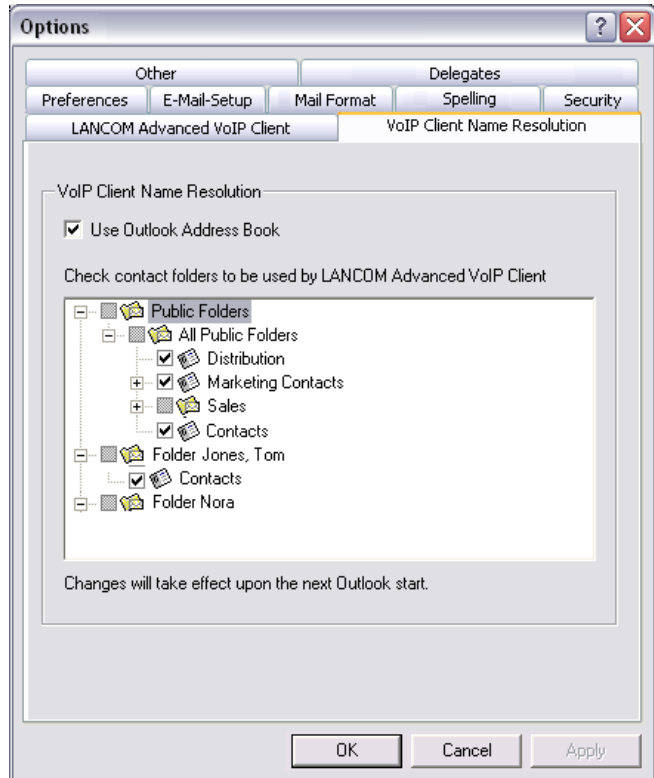 Options
Other Delegates
Preferences E-Mail-Setup Mail Format Spelling Security
LANCOM Advanced VoIP Client VoIP Client Name Resolution
VoIP Client Name Resolution
Use Outlook Address Book
Check contact folders to be used by LANCOM Advanced VoIP Client
Public Folders
All Public Folders
Distribution
Marketing Contacts
Sales
Contacts
Folder Jones, Tom
Contacts
Folder Nora
Changes will take effect upon the next Outlook start.
OK Cancel Apply